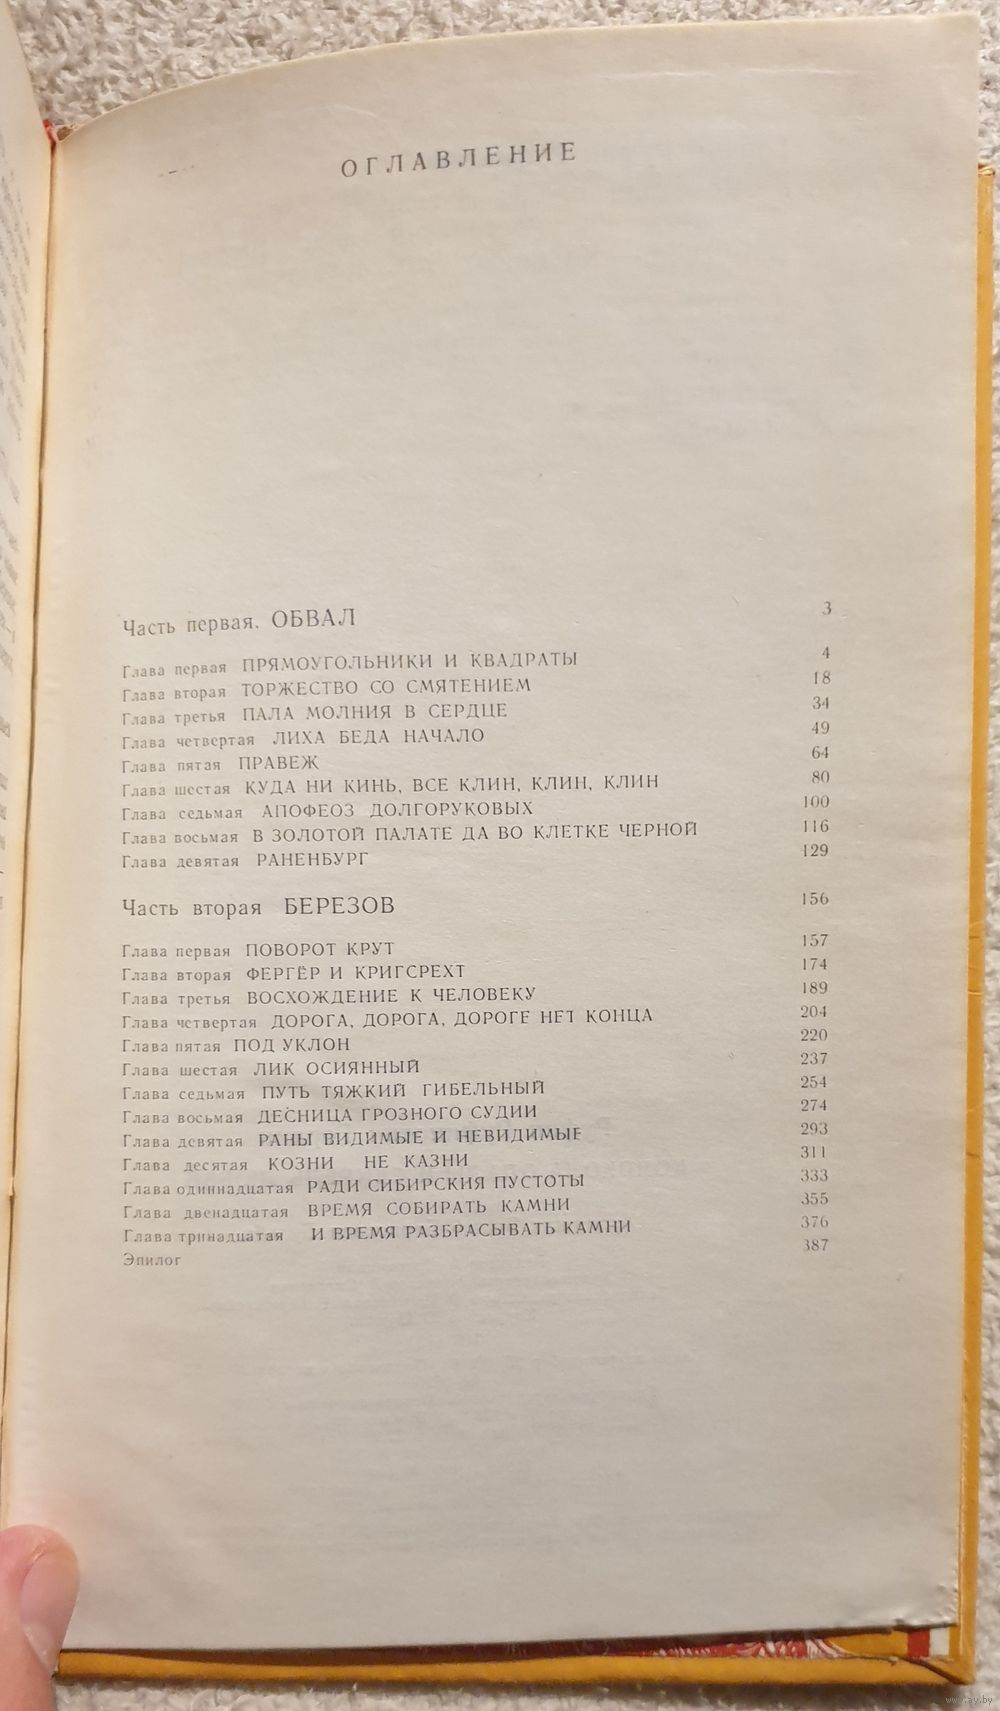 ОГЛАВЛЕНИЕ
Часть первая. ОБВАЛ 3
Глава первая ПРЯМОУГОЛЬНИКИ И КВАДРАТЫ 4
Глава вторая ТОРЖЕСТВО СО СМЯТЕНИЕМ 18
Глава третья ПАЛА МОЛНИЯ В СЕРДЦЕ 34
Глава четвертая ЛИХА БЕДА НАЧАЛО 49
Глава пятая ПРАВЕЖ 64
Глава шестая КУДА НИ КИНЬ, ВСЕ КЛИН, КЛИН, КЛИН 80
Глава седьмая АПОФЕОЗ ДОЛГОРУКОВЫХ 100
Глава восьмая В ЗОЛОТОЙ ПАЛАТЕ ДА ВО КЛЕТКЕ ЧЕРНОЙ 116
Глава девятая РАНЕНБУРГ 129
Часть вторая БЕРЕЗОВ 156
Глава первая ПОВОРОТ КРУТ 157
Глава вторая ФЕРГЁР И КРИГСРЕХТ 174
Глава третья ВОСХОЖДЕНИЕ К ЧЕЛОВЕКУ 189
Глава четвертая ДОРОГА, ДОРОГА, ДОРОГЕ НЕТ КОНЦА 204
Глава пятая ПОД УКЛОН 220
Глава шестая ЛИК ОСИЯННЫЙ 237
Глава седьмая ПУТЬ ТЯЖКИЙ ГИБЕЛЬНЫЙ 254
Глава восьмая ДЕСНИЦА ГРОЗНОГО СУДИИ 274
Глава девятая РАНЫ ВИДИМЫЕ И НЕВИДИМЫЕ 293
Глава десятая КОЗНИ НЕ КАЗНИ 311
Глава одиннадцатая РАДИ СИБИРСКИЯ ПУСТОТЫ 333
Глава двенадцатая ВРЕМЯ СОБИРАТЬ КАМНИ 355
Глава тринадцатая И ВРЕМЯ РАЗБРАСЫВАТЬ КАМНИ 376
Эпилог 387
www.ay.by